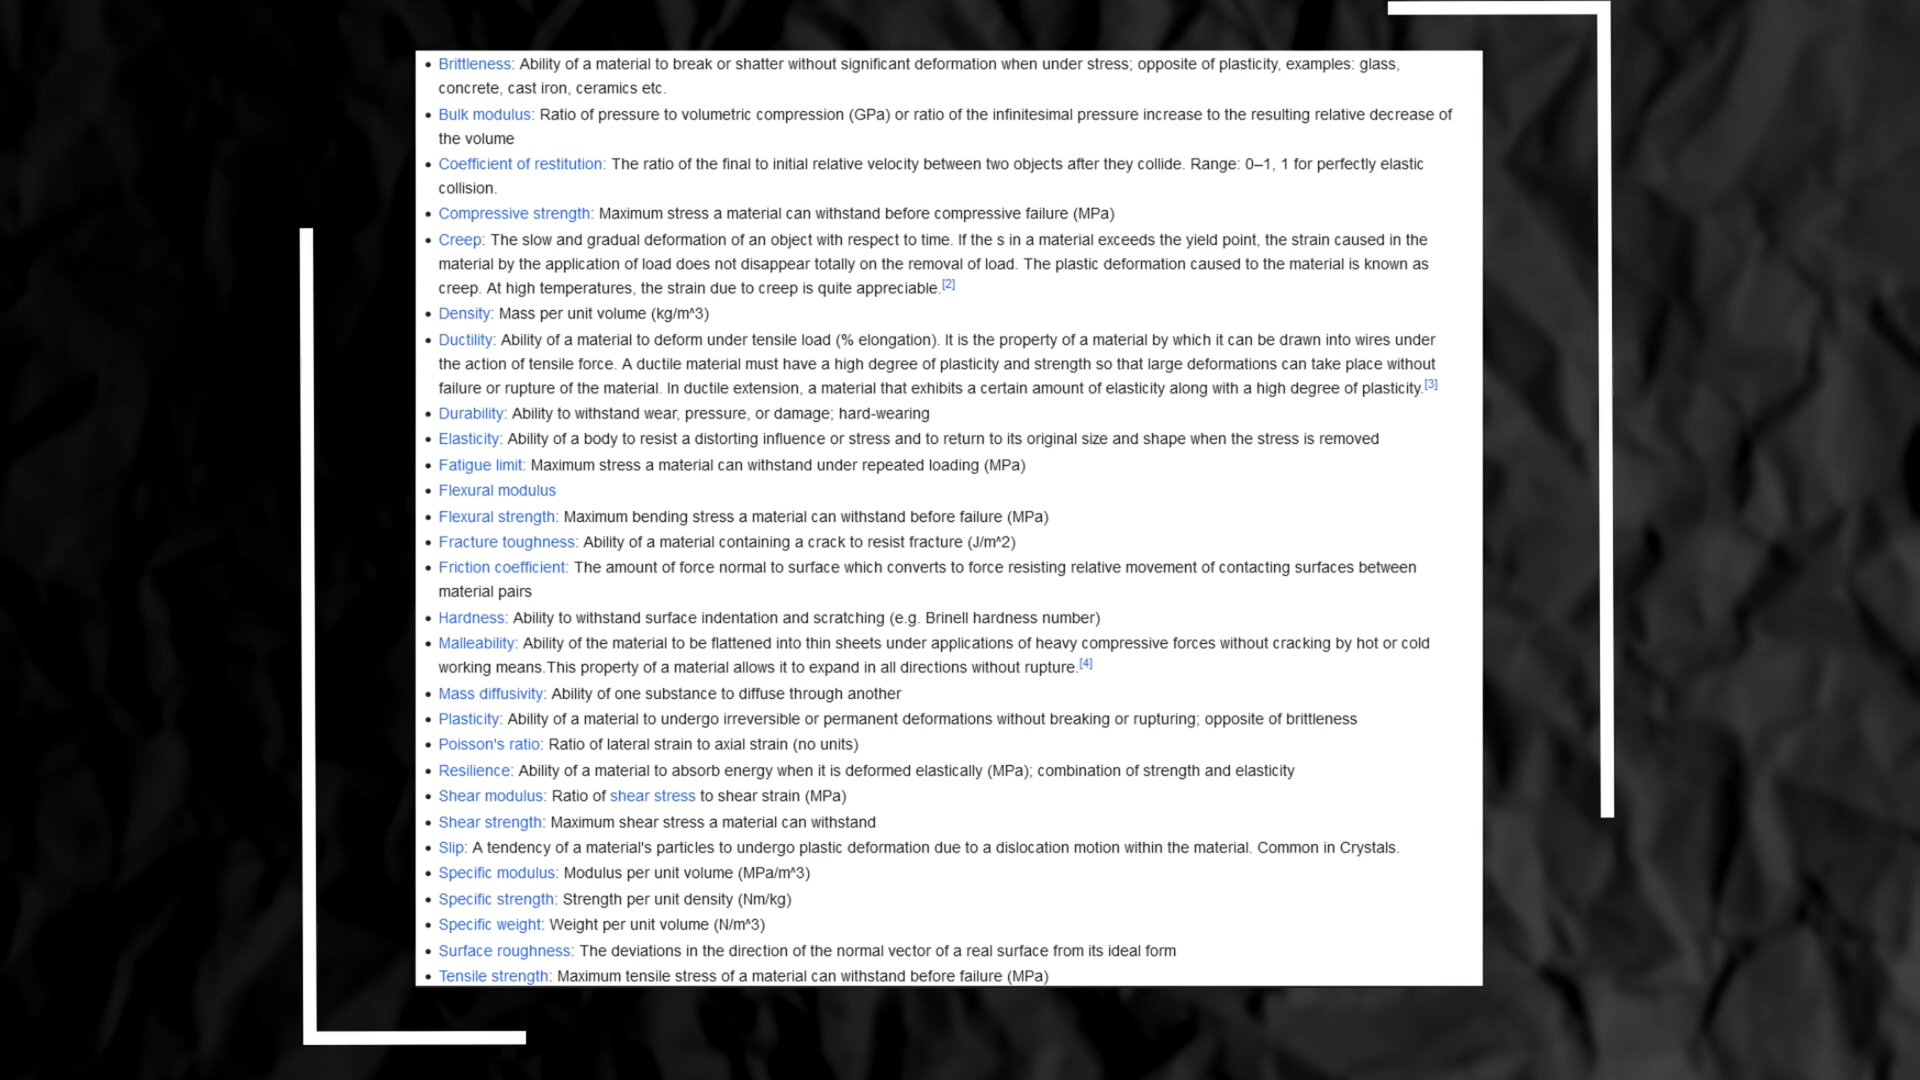 • Brittleness: Ability of a material to break or shatter without significant deformation when under stress; opposite of plasticity, examples: glass,
concrete, cast iron, ceramics etc.
• Bulk modulus: Ratio of pressure to volumetric compression (GPa) or ratio of the infinitesimal pressure increase to the resulting relative decrease of
the volume
• Coefficient of restitution: The ratio of the final to initial relative velocity between two objects after they collide. Range: 0–1, 1 for perfectly elastic
collision.
• Compressive strength: Maximum stress a material can withstand before compressive failure (MPa)
• Creep: The slow and gradual deformation of an object with respect to time. If the s in a material exceeds the yield point, the strain caused in the
material by the application of load does not disappear totally on the removal of load. The plastic deformation caused to the material is known as
creep. At high temperatures, the strain due to creep is quite appreciable.[2]
• Density: Mass per unit volume (kg/m^3)
• Ductility: Ability of a material to deform under tensile load (% elongation). It is the property of a material by which it can be drawn into wires under
the action of tensile force. A ductile material must have a high degree of plasticity and strength so that large deformations can take place without
failure or rupture of the material. In ductile extension, a material that exhibits a certain amount of elasticity along with a high degree of plasticity.[3]
• Durability: Ability to withstand wear, pressure, or damage; hard-wearing
• Elasticity: Ability of a body to resist a distorting influence or stress and to return to its original size and shape when the stress is removed
• Fatigue limit: Maximum stress a material can withstand under repeated loading (MPa)
• Flexural modulus
• Flexural strength: Maximum bending stress a material can withstand before failure (MPa)
• Fracture toughness: Ability of a material containing a crack to resist fracture (J/m^2)
• Friction coefficient: The amount of force normal to surface which converts to force resisting relative movement of contacting surfaces between
material pairs
• Hardness: Ability to withstand surface indentation and scratching (e.g. Brinell hardness number)
• Malleability: Ability of the material to be flattened into thin sheets under applications of heavy compressive forces without cracking by hot or cold
working means.This property of a material allows it to expand in all directions without rupture.[4]
• Mass diffusivity: Ability of one substance to diffuse through another
• Plasticity: Ability of a material to undergo irreversible or permanent deformations without breaking or rupturing; opposite of brittleness
• Poisson's ratio: Ratio of lateral strain to axial strain (no units)
• Resilience: Ability of a material to absorb energy when it is deformed elastically (MPa); combination of strength and elasticity
• Shear modulus: Ratio of shear stress to shear strain (MPa)
• Shear strength: Maximum shear stress a material can withstand
• Slip: A tendency of a material's particles to undergo plastic deformation due to a dislocation motion within the material. Common in Crystals.
• Specific modulus: Modulus per unit volume (MPa/m^3)
• Specific strength: Strength per unit density (Nm/kg)
• Specific weight: Weight per unit volume (N/m^3)
• Surface roughness: The deviations in the direction of the normal vector of a real surface from its ideal form
• Tensile strength: Maximum tensile stress of a material can withstand before failure (MPa)